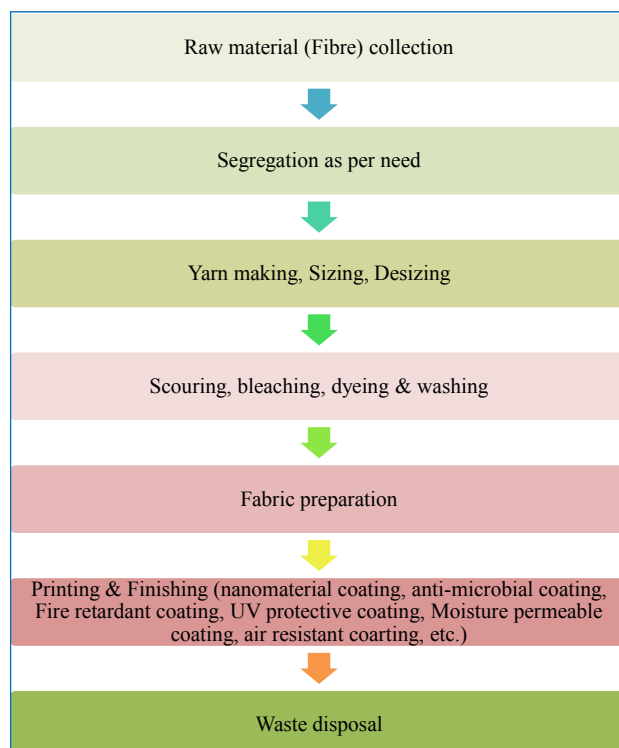 Raw material (Fibre) collection
Segregation as per need
Yarn making, Sizing, Desizing
Scouring, bleaching, dyeing & washing
Fabric preparation
Printing & Finishing (nanomaterial coating, anti-microbial coating,
Fire retardant coating, UV protective coating, Moisture permeable
coating, air resistant coarting, etc.)
Waste disposal